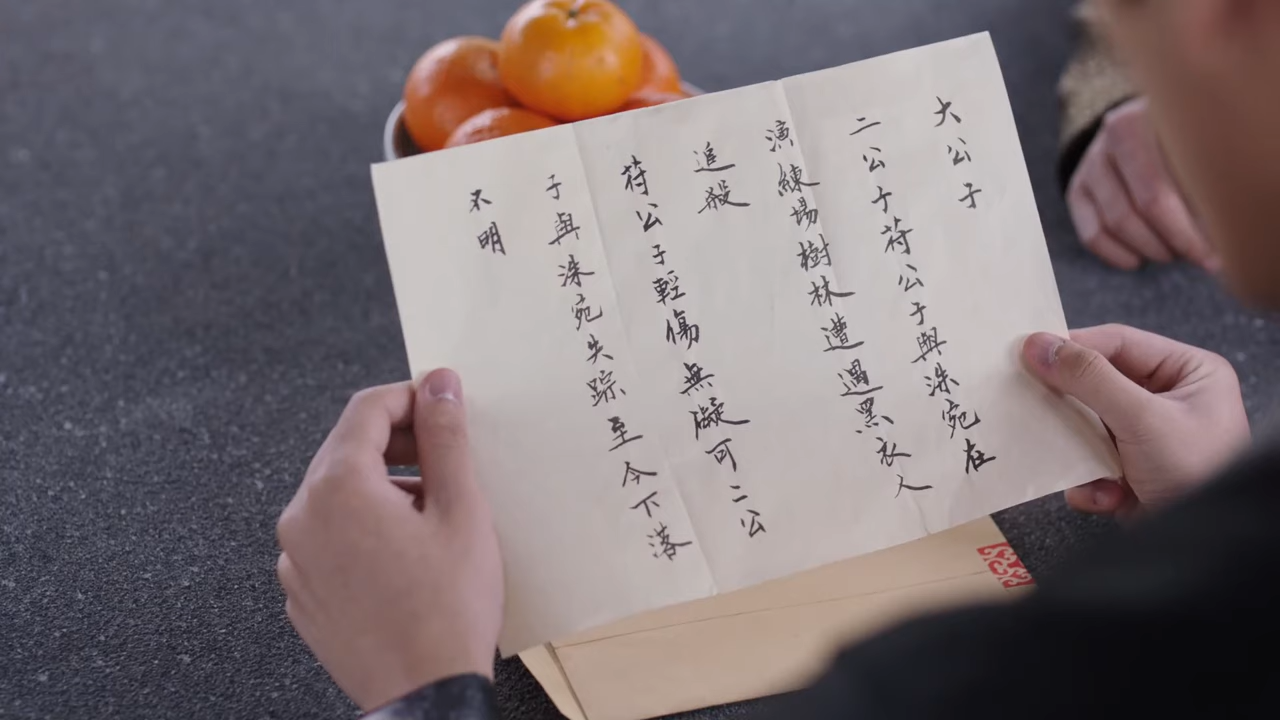 大公子
二公子苻公子與洙宛在
演練場樹林遭遇黑衣人
追殺
苻公子輕傷無礙可二公
子與洙宛失踪至今下落
不明